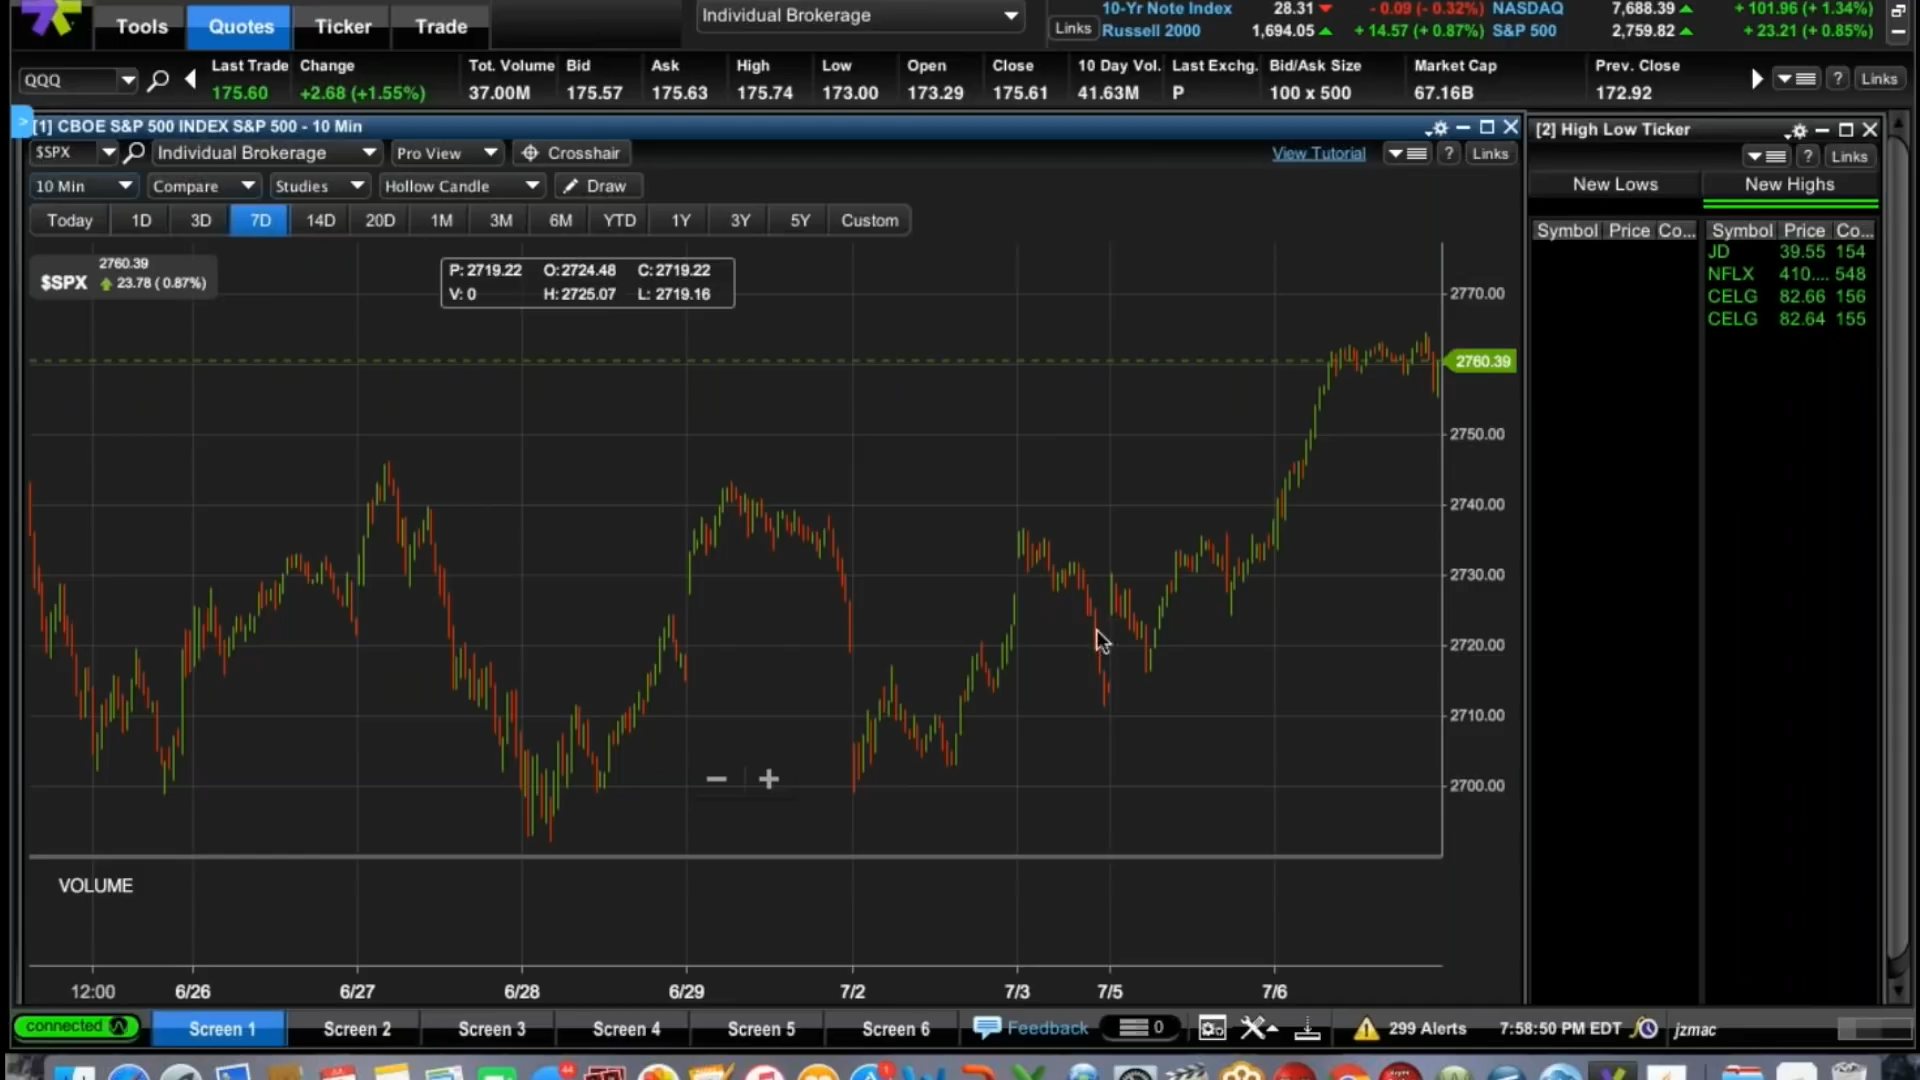 Tools Quotes Ticker Trade Individual Brokerage Links 10-Yr Note Index 28.31 - 0.09 (- 0.32%) NASDAQ 7,688.39 + 101.96 (+ 1.34%)
Russell 2000 1,694.05 + 14.57 (+ 0.87%) S&P 500 2,759.82 + 23.21 (+ 0.85%)
Last Trade Change Tot. Volume Bid Ask High Low Open Close 10 Day Vol. Last Exchg. Bid/Ask Size Market Cap Prev. Close
QQQ 175.60 +2.68 (+1.55%) 37.00M 175.57 175.63 175.74 173.00 173.29 175.61 41.63M P 100 x 500 67.16B 172.92 ? Links
> [1] CBOE S&P 500 INDEX S&P 500 - 10 Min
[2] High Low Ticker
$SPX Individual Brokerage Pro View Crosshair View Tutorial ? Links
? Links
10 Min Compare Studies Hollow Candle Draw
New Lows New Highs
Today 1D 3D 7D 14D 20D 1M 3M 6M YTD 1Y 3Y 5Y Custom
Symbol Price Co... Symbol Price Co...
JD 39.55 154
NFLX 410.... 548
CELG 82.66 156
CELG 82.64 155
2760.39
$SPX 23.78 (0.87%)
P: 2719.22 O: 2724.48 C: 2719.22
V: 0 H: 2725.07 L: 2719.16
2770.00
2760.39
2750.00
2740.00
2730.00
2720.00
2710.00
2700.00
− +
VOLUME
12:00 6/26 6/27 6/28 6/29 7/2 7/3 7/5 7/6
connected Screen 1 Screen 2 Screen 3 Screen 4 Screen 5 Screen 6 Feedback 0 299 Alerts 7:58:50 PM EDT jzmac
44 1